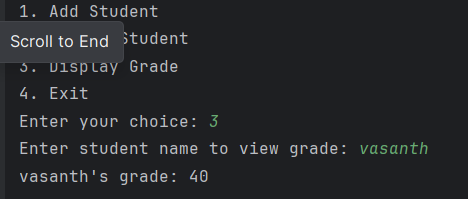 1. Add Student
Scroll to End
Student
3. Display Grade
4. Exit
Enter your choice: 3
Enter student name to view grade: vasanth
vasanth's grade: 40